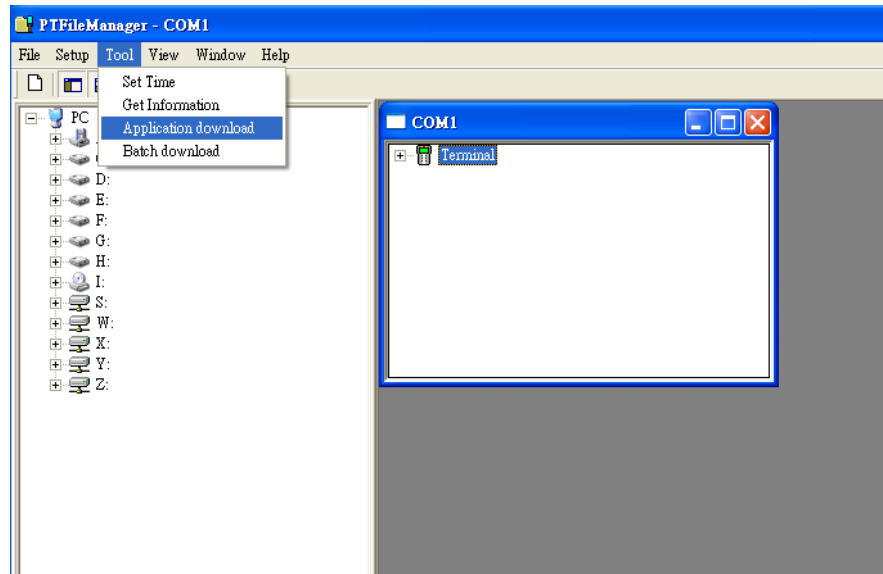 PTFileManager - COM1
File Setup Tool View Window Help
Set Time
Get Information
Application download
Batch download
PC
D:
E:
F:
G:
H:
I:
S:
W:
X:
Y:
Z:
COM1
Terminal